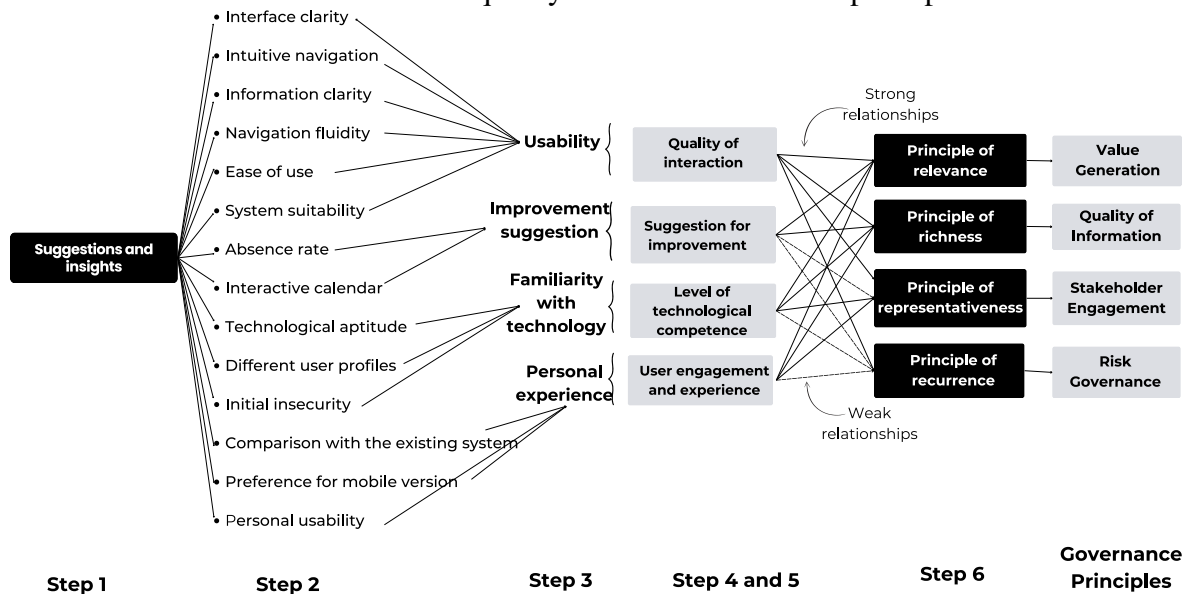 • Interface clarity
• Intuitive navigation
• Information clarity
• Navigation fluidity
• Ease of use
• System suitability
• Absence rate
• Interactive calendar
• Technological aptitude
• Different user profiles
• Initial insecurity
• Comparison with the existing system
• Preference for mobile version
• Personal usability
Suggestions and
insights
Usability
Improvement
suggestion
Familiarity
with
technology
Personal
experience
Quality of
interaction
Suggestion for
improvement
Level of
technological
competence
User engagement
and experience
Strong
relationships
Weak
relationships
Principle of
relevance
Principle of
richness
Principle of
representativeness
Principle of
recurrence
Value
Generation
Quality of
Information
Stakeholder
Engagement
Risk
Governance
Step 1
Step 2
Step 3
Step 4 and 5
Step 6
Governance
Principles